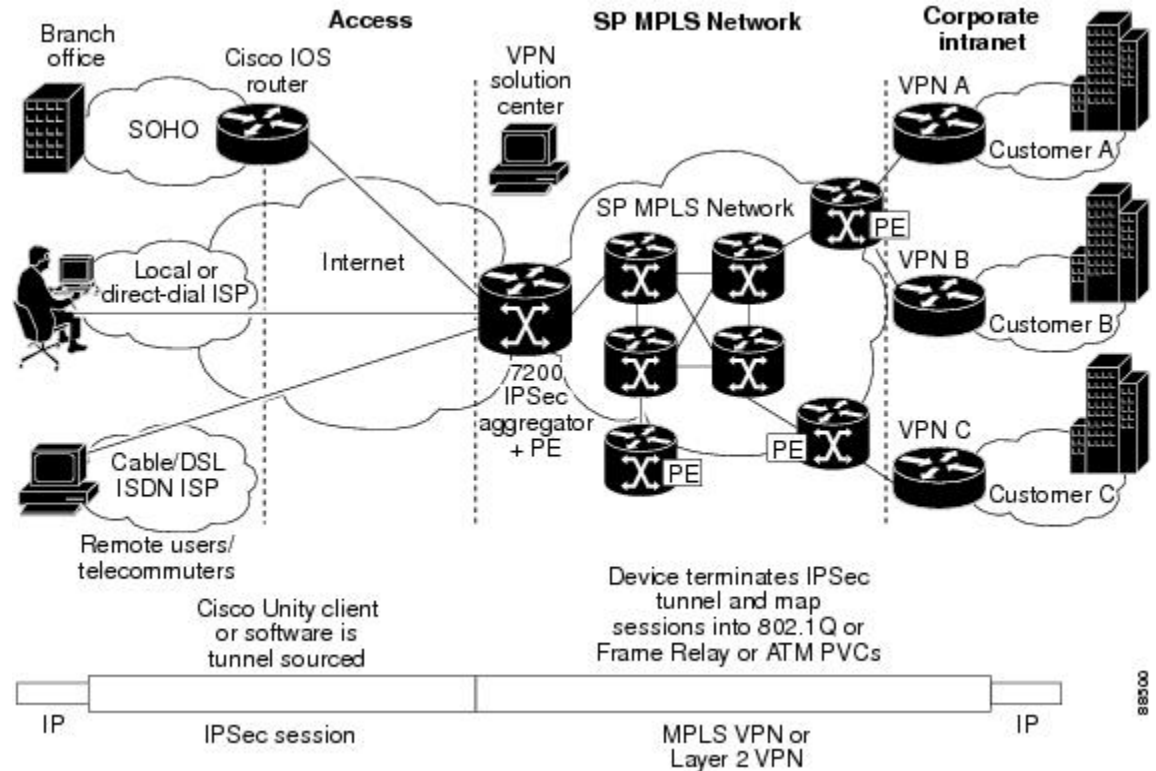 Access
SP MPLS Network
Corporate
intranet
Branch
office
Cisco IOS
router
VPN
solution
center
VPN A
SOHO
Customer A
SP MPLS Network
PE
Internet
Local or
direct-dial ISP
VPN B
Customer B
7200
IPSec
aggregator
+ PE
Cable/DSL
ISDN ISP
PE
PE
VPN C
Customer C
Remote users/
telecommuters
Cisco Unity client
or software is
tunnel sourced
Device terminates IPSec
tunnel and map
sessions into 802.1Q or
Frame Relay or ATM PVCs
IP
IPSec session
MPLS VPN or
Layer 2 VPN
IP
88500